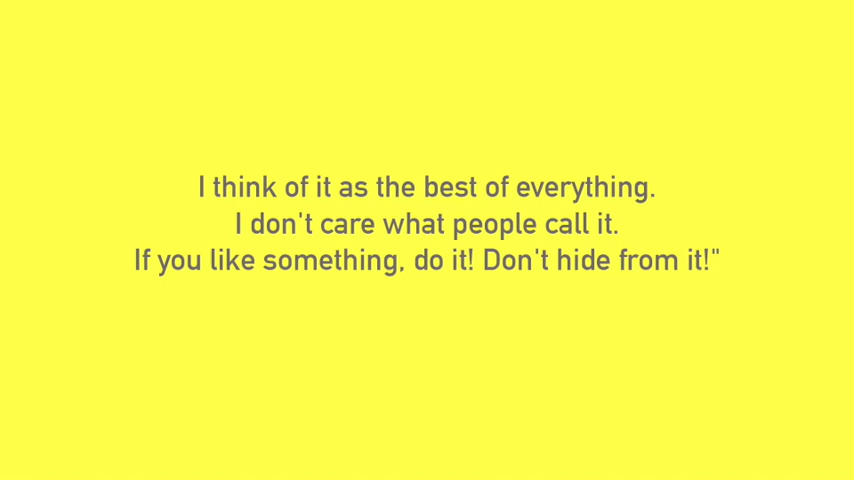 I think of it as the best of everything.
I don't care what people call it.
If you like something, do it! Don't hide from it!"